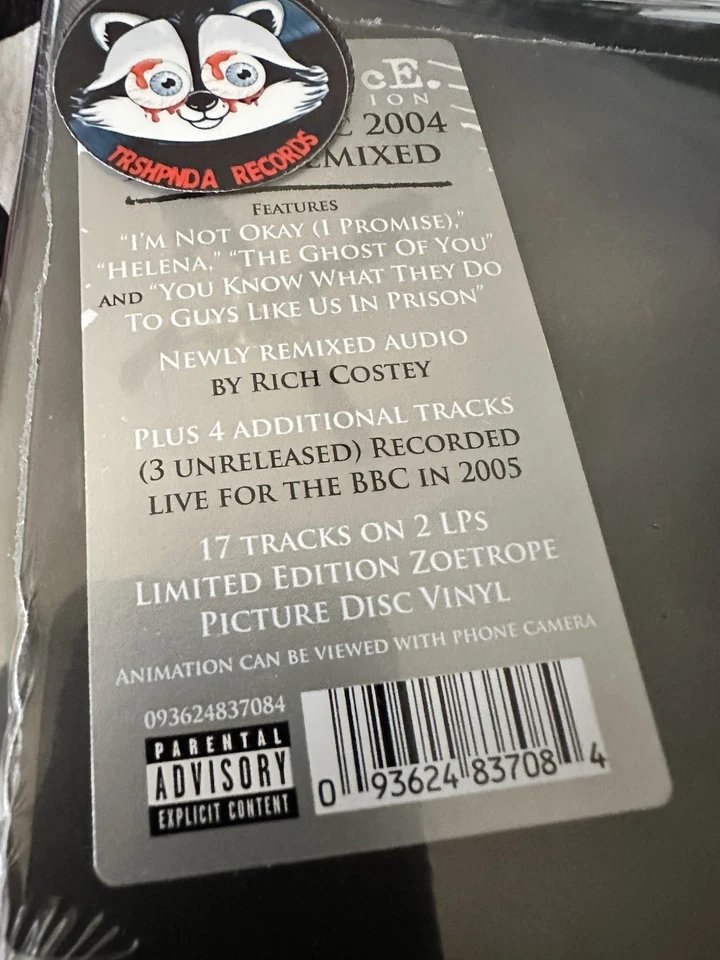 cE.
ION
2004
EMIXED
TRSHPNDA RECORDS
FEATURES
“I'M NOT OKAY (I PROMISE),”
“HELENA,” “THE GHOST OF YOU”
AND “YOU KNOW WHAT THEY DO
TO GUYS LIKE US IN PRISON”
NEWLY REMIXED AUDIO
BY RICH COSTEY
PLUS 4 ADDITIONAL TRACKS
(3 UNRELEASED) RECORDED
LIVE FOR THE BBC IN 2005
17 TRACKS ON 2 LPS
LIMITED EDITION ZOETROPE
PICTURE DISC VINYL
ANIMATION CAN BE VIEWED WITH PHONE CAMERA
093624837084
PARENTAL
ADVISORY
EXPLICIT CONTENT
0 93624 83708 4